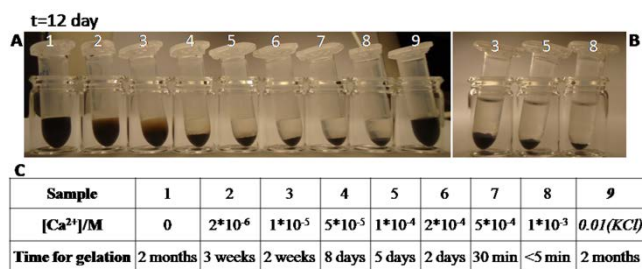 t=12 day
A 1 2 3 4 5 6 7 8 9 3 5 8 B
C
Sample 1 2 3 4 5 6 7 8 9
[Ca²⁺]/M 0 2*10⁻⁶ 1*10⁻⁵ 5*10⁻⁵ 1*10⁻⁴ 2*10⁻⁴ 5*10⁻⁴ 1*10⁻³ 0.01(KCl)
Time for gelation 2 months 3 weeks 2 weeks 8 days 5 days 2 days 30 min <5 min 2 months